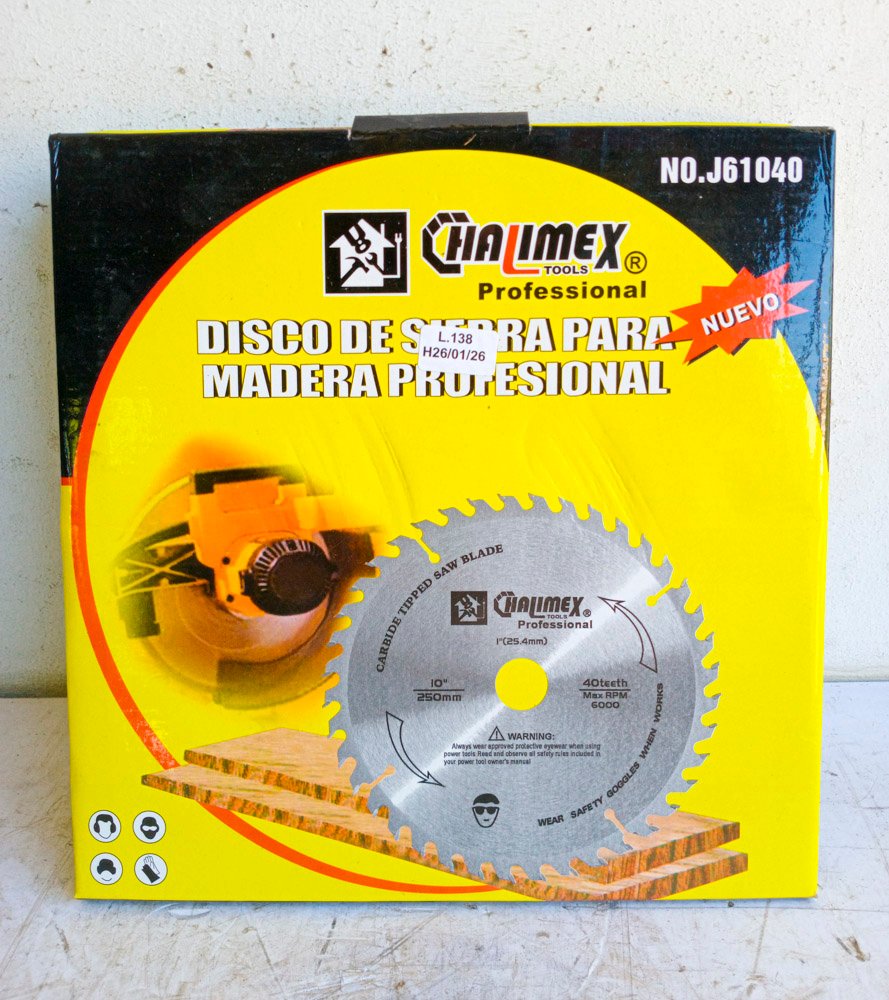 NO.J61040
CHALIMEX
TOOLS ®
Professional
NUEVO
DISCO DE SIERRA PARA
MADERA PROFESIONAL
L.138
H26/01/26
CARBIDE TIPPED SAW BLADE
CHALIMEX
TOOLS ®
Professional
1"(25.4mm)
10"
250mm
40teeth
Max RPM
6000
WARNING:
Always wear approved protective eyewear when using
power tools Read and observe all safety rules included in
your power tool owner's manual
WEAR SAFETY GOGGLES WHEN WORKS